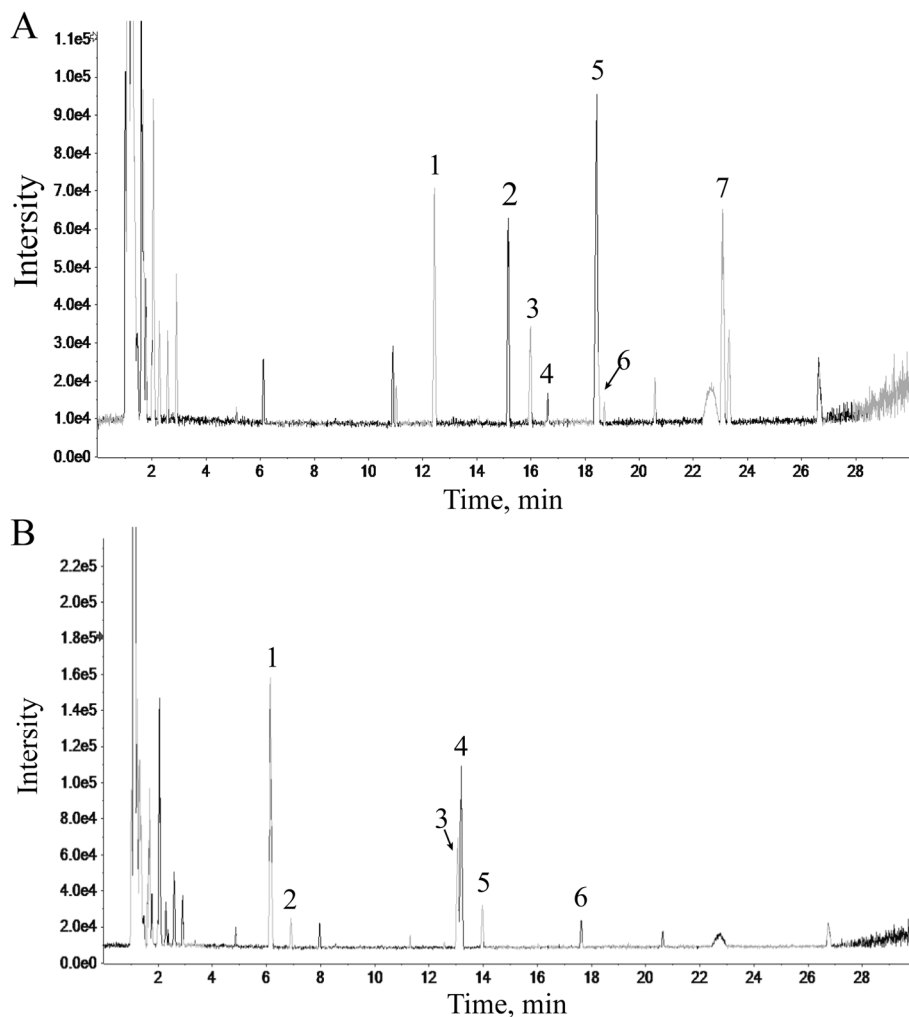 A
1.1e5
1.0e5
9.0e4
8.0e4
7.0e4
6.0e4
5.0e4
4.0e4
3.0e4
2.0e4
1.0e4
0.0e0
Intersity
1
2
3
4
5
6
7
2 4 6 8 10 12 14 16 18 20 22 24 26 28
Time, min
B
2.2e5
2.0e5
1.8e5
1.6e5
1.4e5
1.2e5
1.0e5
8.0e4
6.0e4
4.0e4
2.0e4
0.0e0
Intersity
1
2
3
4
5
6
2 4 6 8 10 12 14 16 18 20 22 24 26 28
Time, min